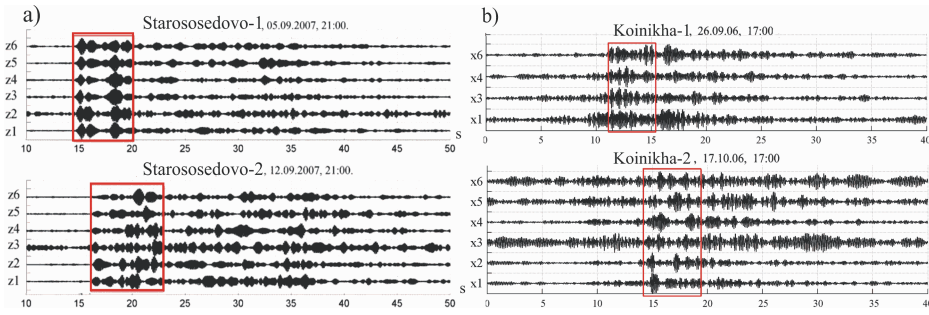 a)
Starososedovo-1, 05.09.2007, 21:00.
z6
z5
z4
z3
z2
z1
s
10 15 20 25 30 35 40 45 50
Starososedovo-2, 12.09.2007, 21:00.
z6
z5
z4
z3
z2
z1
s
10 15 20 25 30 35 40 45 50
b)
Koinikha-1, 26.09.06, 17:00
x6
x4
x3
x1
0 5 10 15 20 25 30 35 40
Koinikha-2, 17.10.06, 17:00
x6
x5
x4
x3
x2
x1
0 5 10 15 20 25 30 35 40